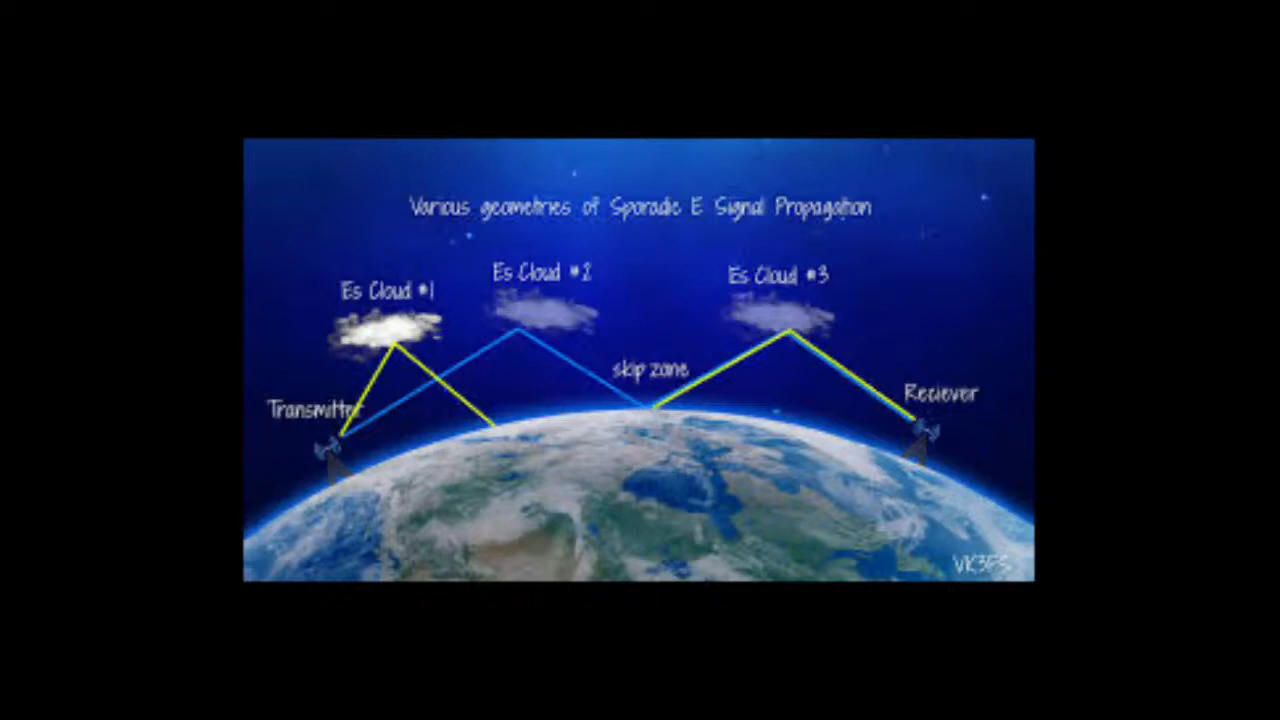 Various geometries of Sporadic E Signal Propagation
Es Cloud #1
Es Cloud #2
Es Cloud #3
skip zone
Transmitter
Reciever
VK3FS